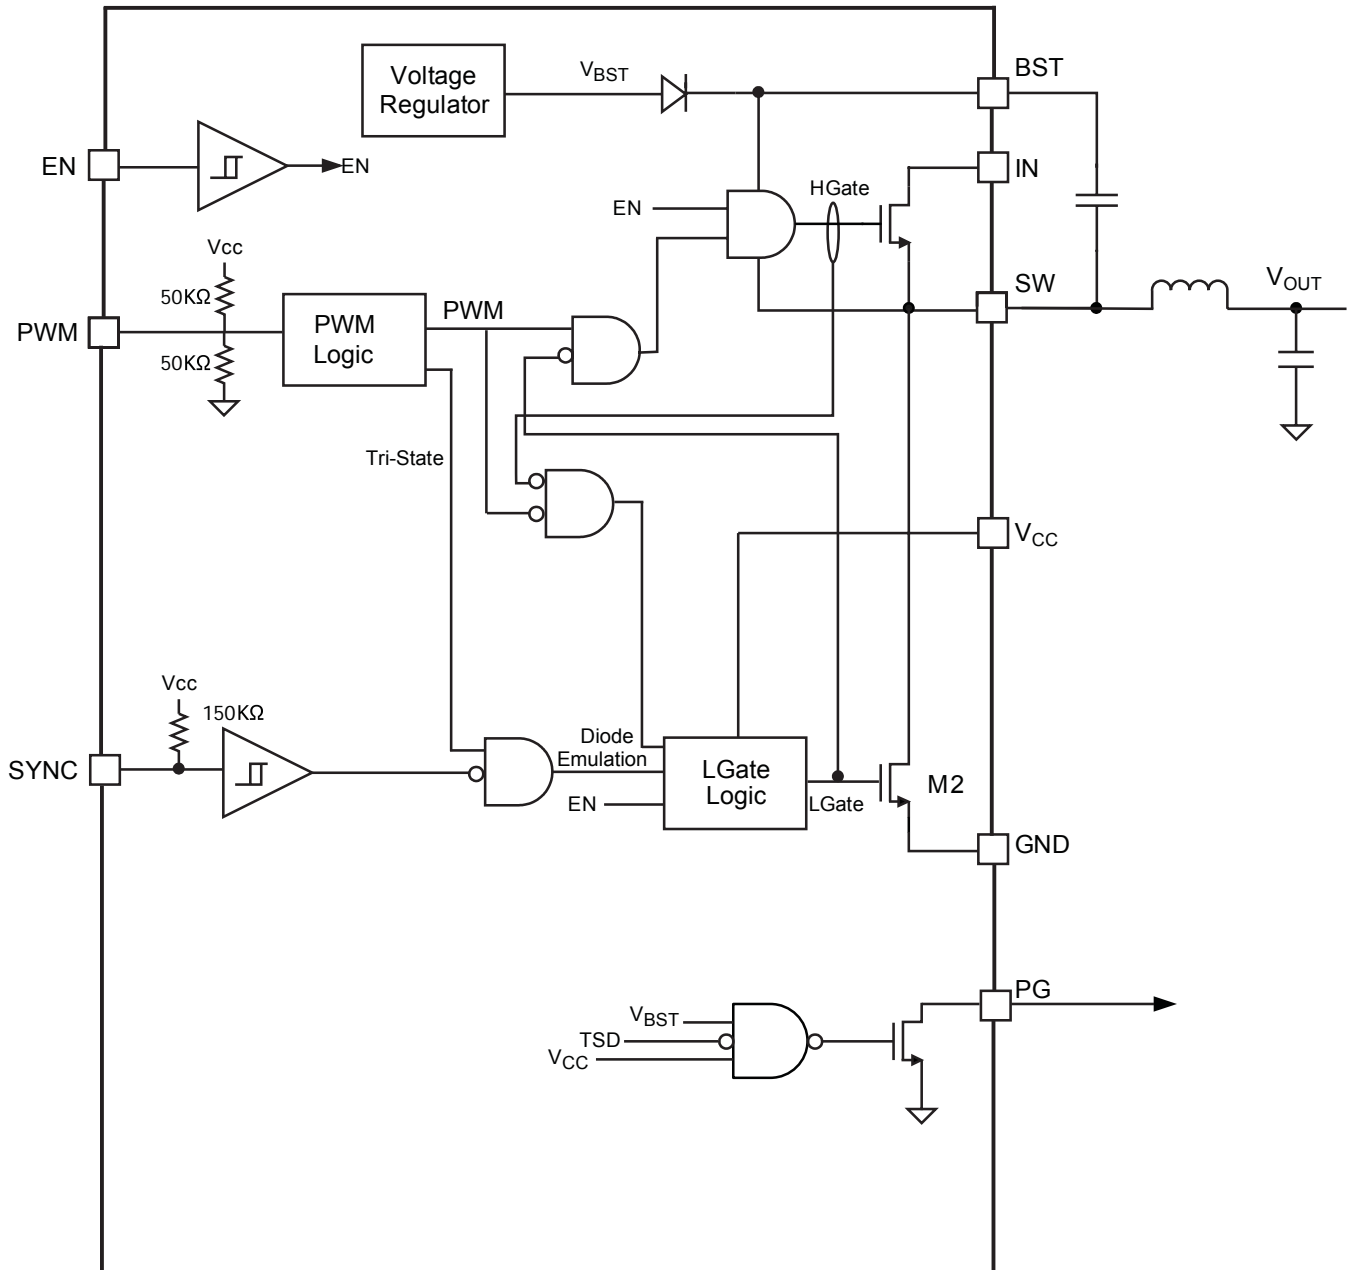 BST
Voltage
Regulator
VBST
EN
EN
IN
HGate
EN
Vcc
50KΩ
PWM
50KΩ
PWM
Logic
PWM
SW
VOUT
Tri-State
VCC
Vcc
150KΩ
SYNC
Diode
Emulation
EN
LGate
Logic
LGate
M2
GND
PG
VBST
TSD
VCC